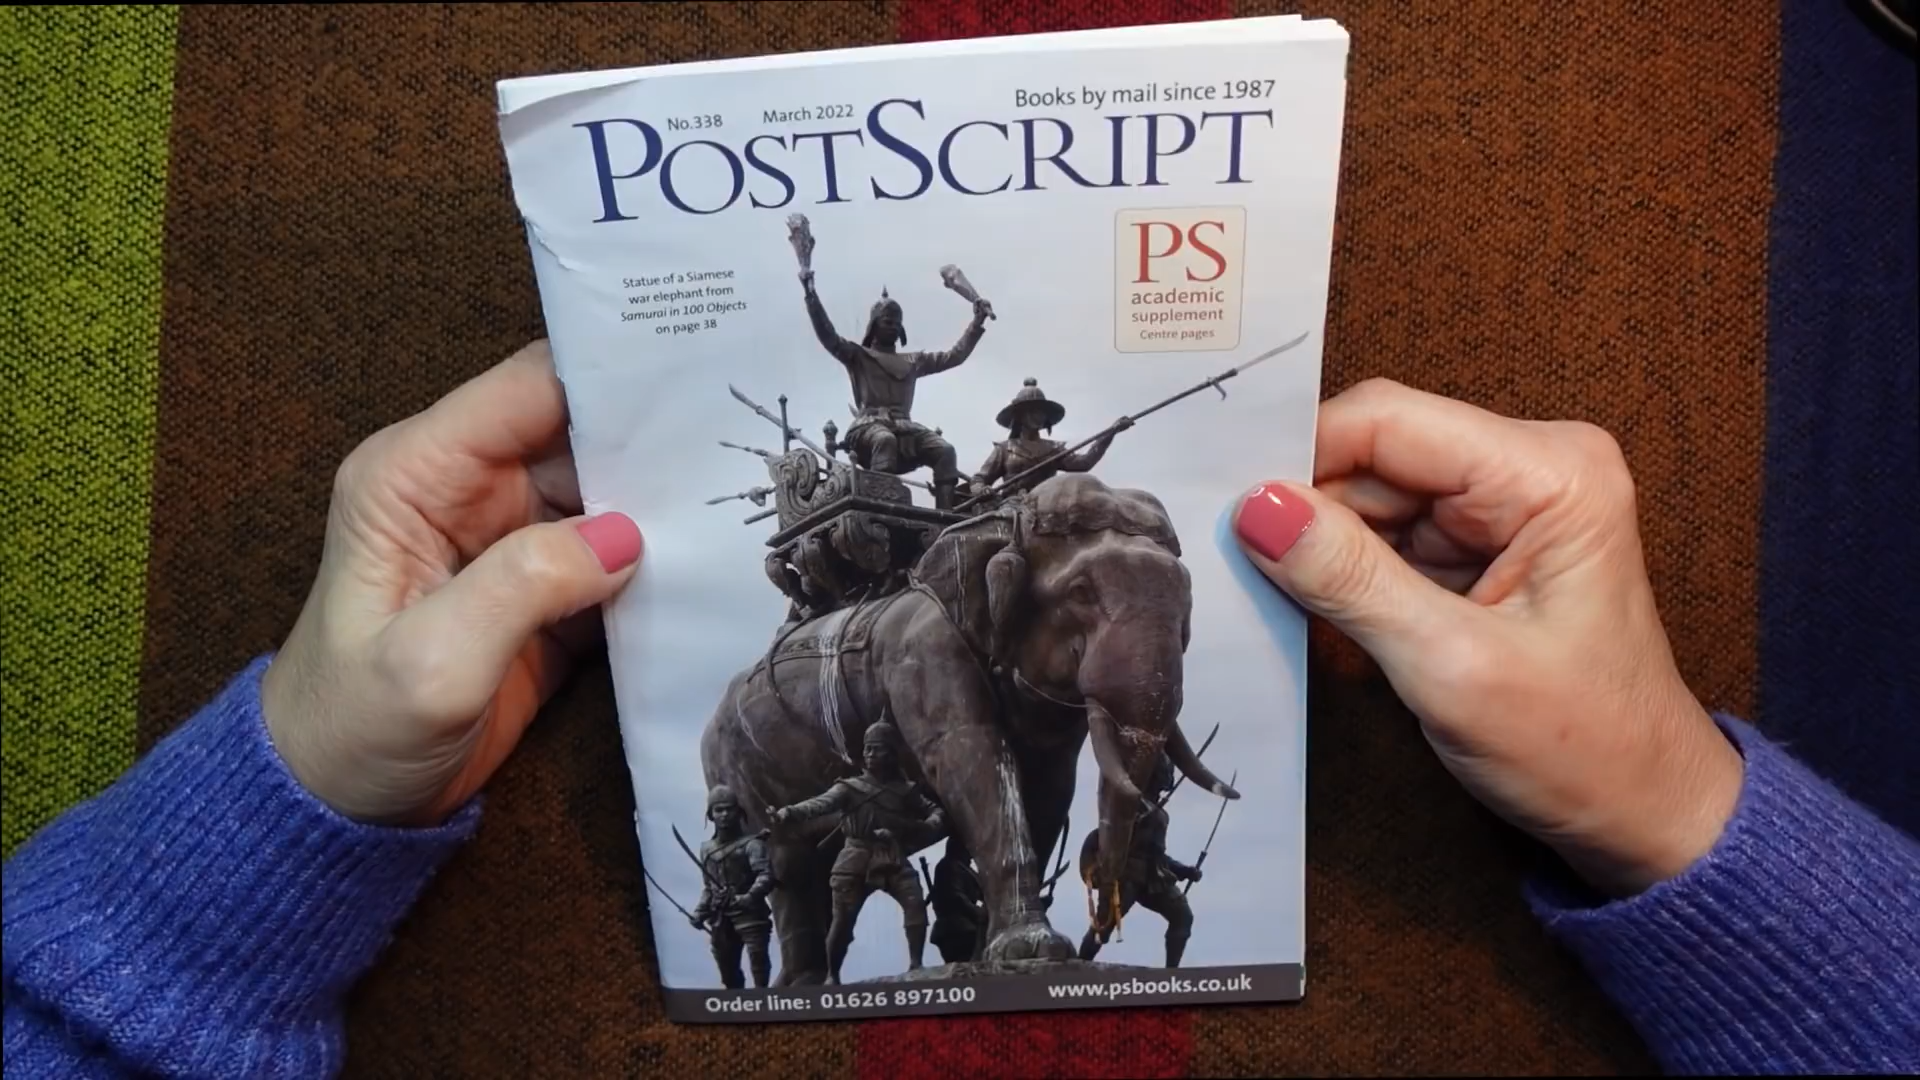 Books by mail since 1987
No.338 March 2022
POSTSCRIPT
PS
academic
supplement
Centre pages
Statue of a Siamese
war elephant from
Samurai in 100 Objects
on page 38
Order line: 01626 897100
www.psbooks.co.uk